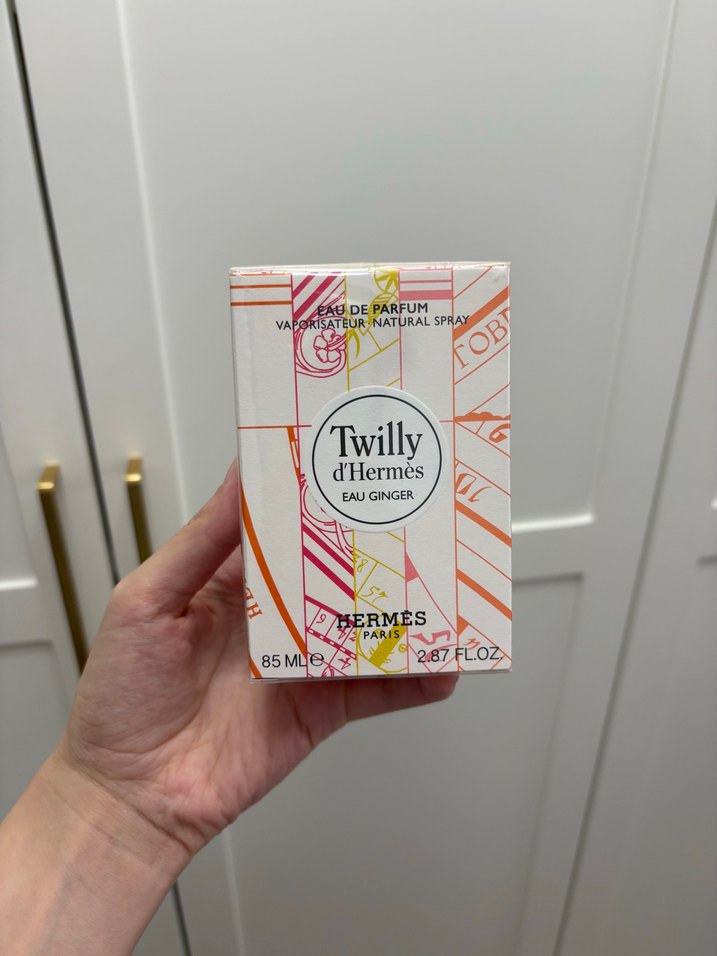 EAU DE PARFUM
VAPORISATEUR·NATURAL SPRAY
Twilly
d'Hermès
EAU GINGER
HERMÈS
PARIS
85 ML℮
2.87 FL.OZ.